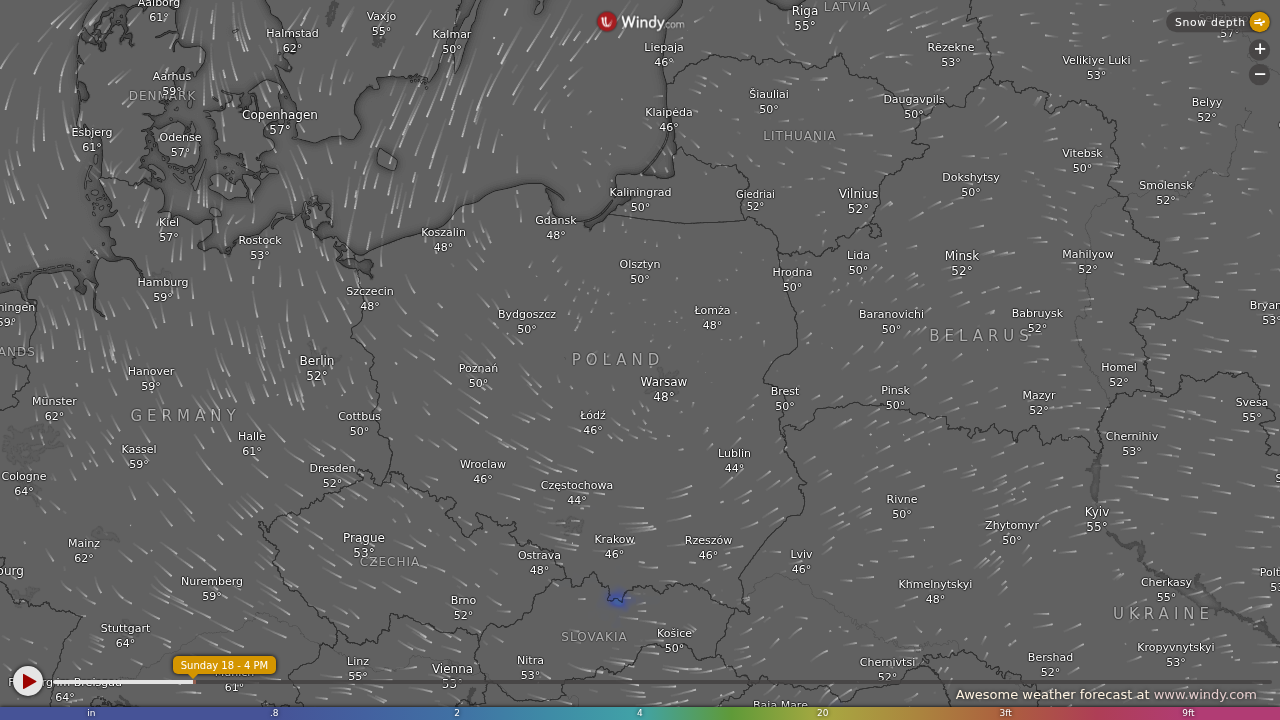 Aalborg
61°
Halmstad
62°
Vaxjo
55°
Kalmar
50°
Windy.com
Riga
55°
LATVIA
Snow depth
57°
Liepaja
46°
Rēzekne
53°
Velikiye Luki
53°
+
−
Aarhus
59°
DENMARK
Copenhagen
57°
Esbjerg
61°
Odense
57°
Klaipėda
46°
Šiauliai
50°
LITHUANIA
Daugavpils
50°
Belyy
52°
Vitebsk
50°
Smolensk
52°
Kaliningrad
50°
Giedriai
52°
Vilnius
52°
Dokshytsy
50°
Kiel
57°
Rostock
53°
Koszalin
48°
Gdansk
48°
Olsztyn
50°
Hrodna
50°
Lida
50°
Minsk
52°
Mahilyow
52°
Hamburg
59°
Szczecin
48°
Bydgoszcz
50°
Łomża
48°
Baranovichi
50°
Babruysk
52°
BELARUS
Hanover
59°
Berlin
52°
Poznań
50°
POLAND
Warsaw
48°
Brest
50°
Pinsk
50°
Mazyr
52°
Homel
52°
Münster
62°
GERMANY
Cottbus
50°
Łódź
46°
Svesa
55°
Kassel
59°
Halle
61°
Chernihiv
53°
Cologne
64°
Dresden
52°
Wroclaw
46°
Częstochowa
44°
Lublin
44°
Rivne
50°
Zhytomyr
50°
Kyiv
55°
Mainz
62°
Prague
53°
CZECHIA
Ostrava
48°
Krakow
46°
Rzeszów
46°
Lviv
46°
Nuremberg
59°
Brno
52°
Khmelnytskyi
48°
Cherkasy
55°
UKRAINE
Stuttgart
64°
SLOVAKIA
Košice
50°
Kropyvnytskyi
53°
Sunday 18 - 4 PM
Linz
55°
Vienna
Nitra
53°
Chernivtsi
52°
Bershad
52°
64°
61°
Awesome weather forecast at www.windy.com
in .8 2 4 20 3ft 9ft